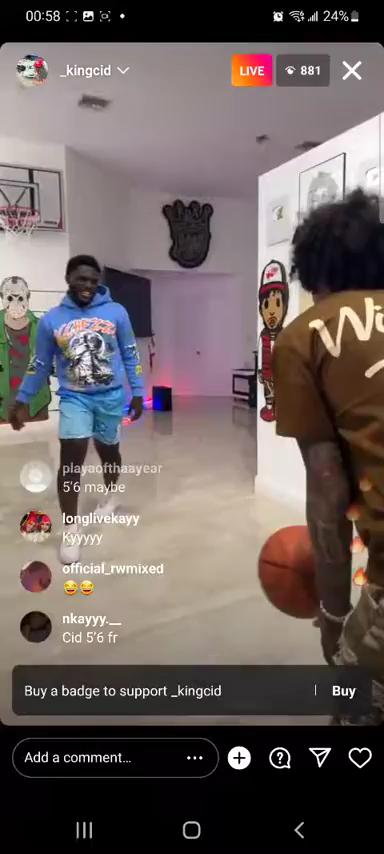 00:58
24%
_kingcid
LIVE
881
Wi
playaofthaayear
5'6 maybe
longlivekayy
Kyyyyy
official_rwmixed
😂😂
nkayyy.__
Cid 5'6 fr
Buy a badge to support _kingcid
Buy
Add a comment...